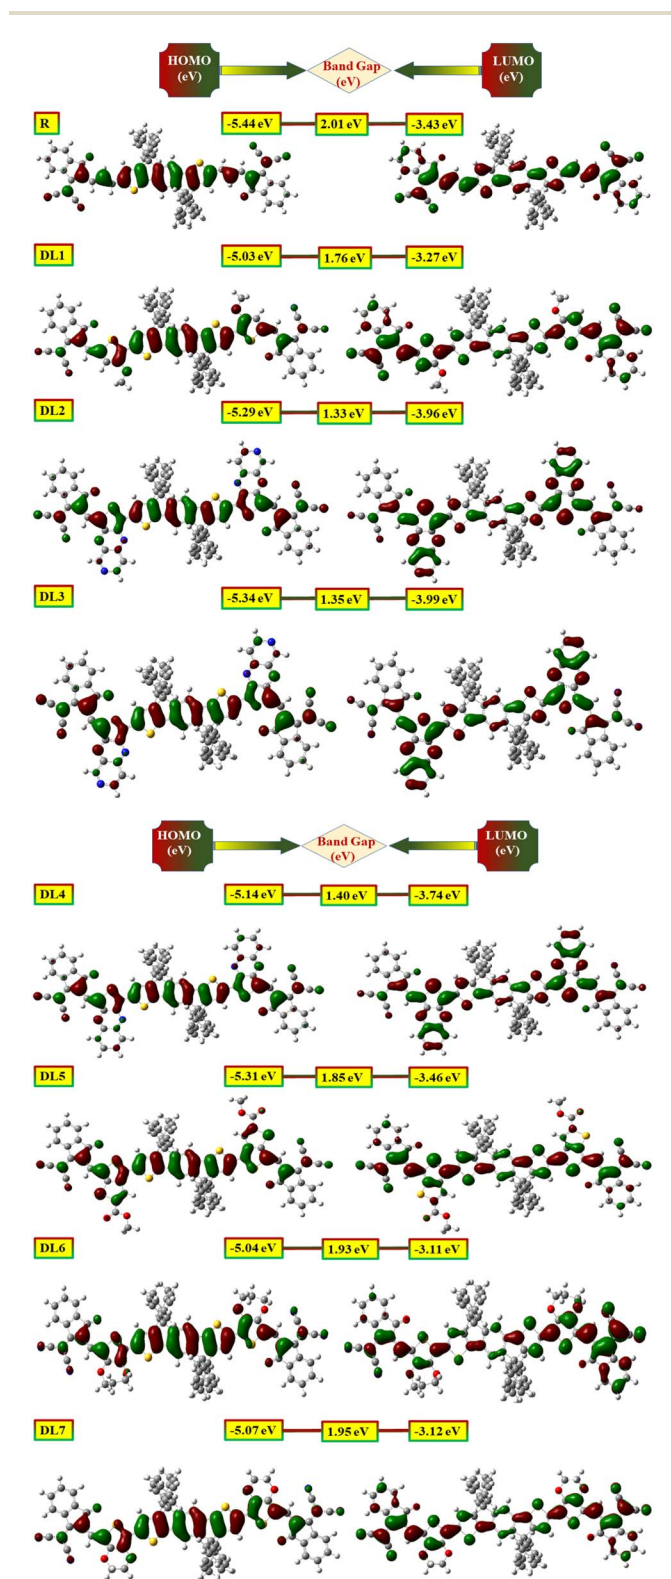 HOMO
(eV)
Band Gap
(eV)
LUMO
(eV)
R
-5.44 eV
2.01 eV
-3.43 eV
DL1
-5.03 eV
1.76 eV
-3.27 eV
DL2
-5.29 eV
1.33 eV
-3.96 eV
DL3
-5.34 eV
1.35 eV
-3.99 eV
HOMO
(eV)
Band Gap
(eV)
LUMO
(eV)
DL4
-5.14 eV
1.40 eV
-3.74 eV
DL5
-5.31 eV
1.85 eV
-3.46 eV
DL6
-5.04 eV
1.93 eV
-3.11 eV
DL7
-5.07 eV
1.95 eV
-3.12 eV